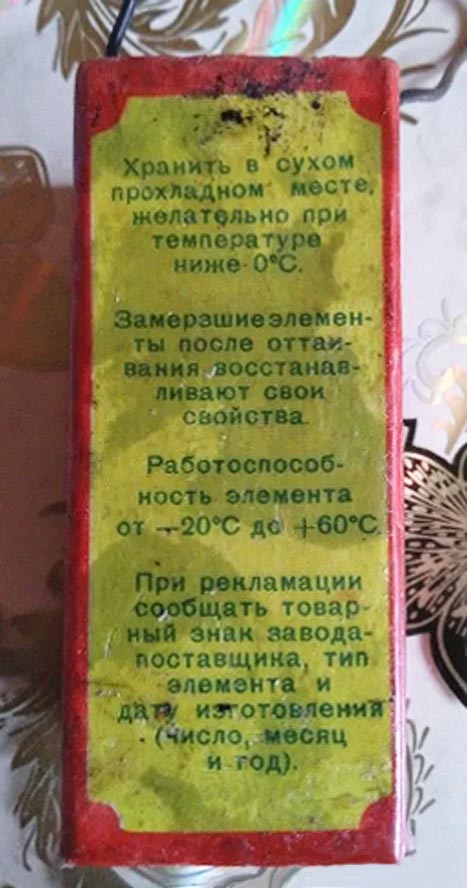 Хранить в сухом
прохладном месте,
желательно при
температуре
ниже 0°C.
Замерзшие элемен-
ты после оттаи-
вания восстанав-
ливают свои
свойства.
Работоспособ-
ность элемента
от -20°C до +60°C
При рекламации
сообщать товар-
ный знак завода-
поставщика, тип
элемента и
дату изготовления
(число, месяц
и год).